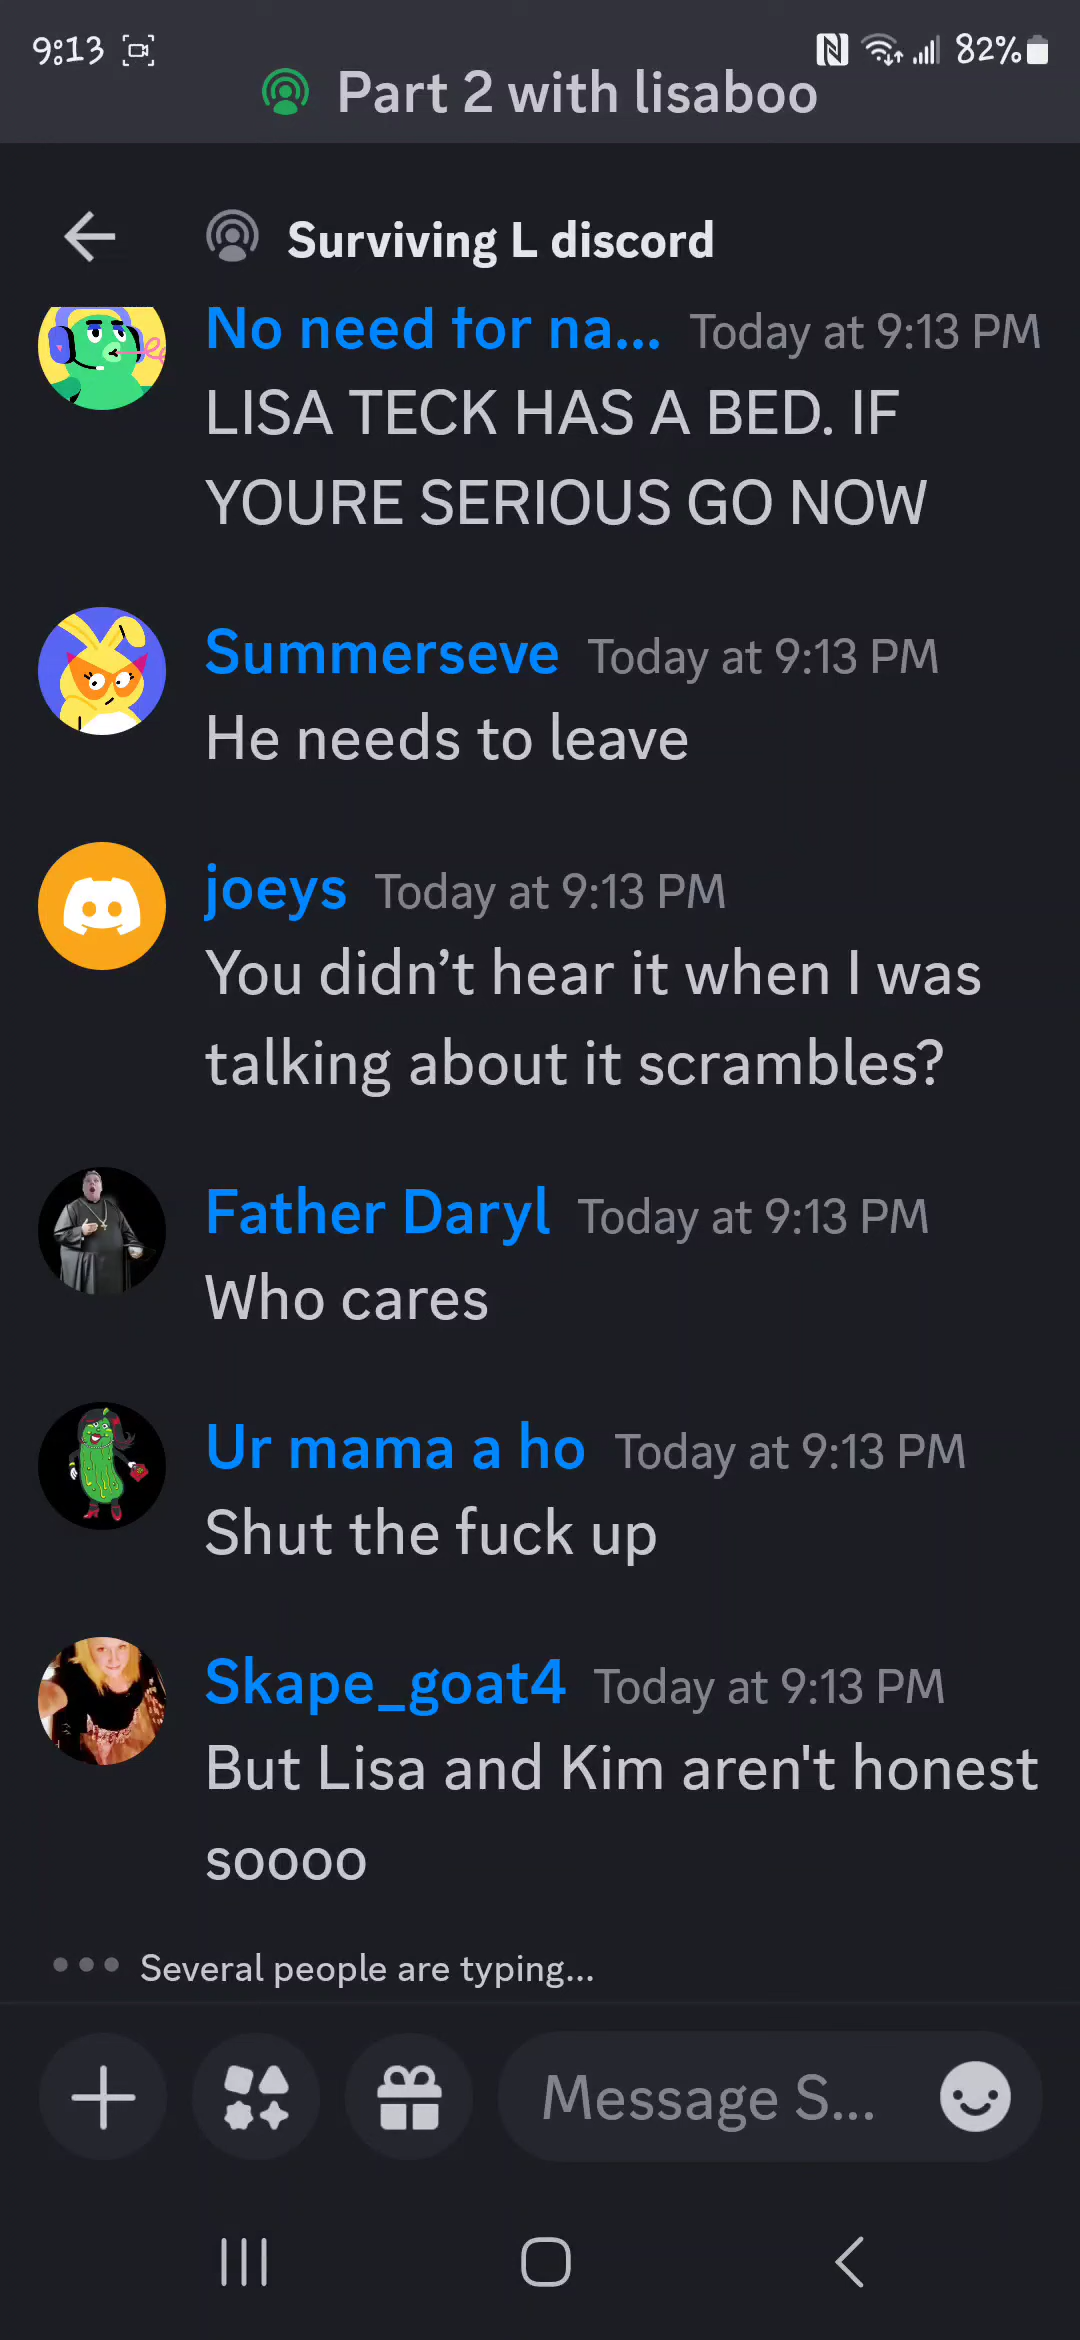 9:13 82%
Part 2 with lisaboo
Surviving L discord
No need for na... Today at 9:13 PM
LISA TECK HAS A BED. IF
YOURE SERIOUS GO NOW
Summerseve Today at 9:13 PM
He needs to leave
joeys Today at 9:13 PM
You didn’t hear it when I was
talking about it scrambles?
Father Daryl Today at 9:13 PM
Who cares
Ur mama a ho Today at 9:13 PM
Shut the fuck up
Skape_goat4 Today at 9:13 PM
But Lisa and Kim aren't honest
soooo
Several people are typing...
Message S...